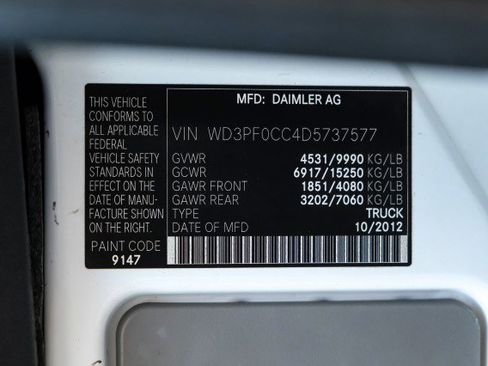 MFD: DAIMLER AG
THIS VEHICLE
CONFORMS TO
ALL APPLICABLE
FEDERAL
VEHICLE SAFETY
STANDARDS IN
EFFECT ON THE
DATE OF MANU-
FACTURE SHOWN
ON THE RIGHT.
PAINT CODE
9147
VIN WD3PF0CC4D5737577
GVWR 4531/9990 KG/LB
GCWR 6917/15250 KG/LB
GAWR FRONT 1851/4080 KG/LB
GAWR REAR 3202/7060 KG/LB
TYPE TRUCK
DATE OF MFD 10/2012